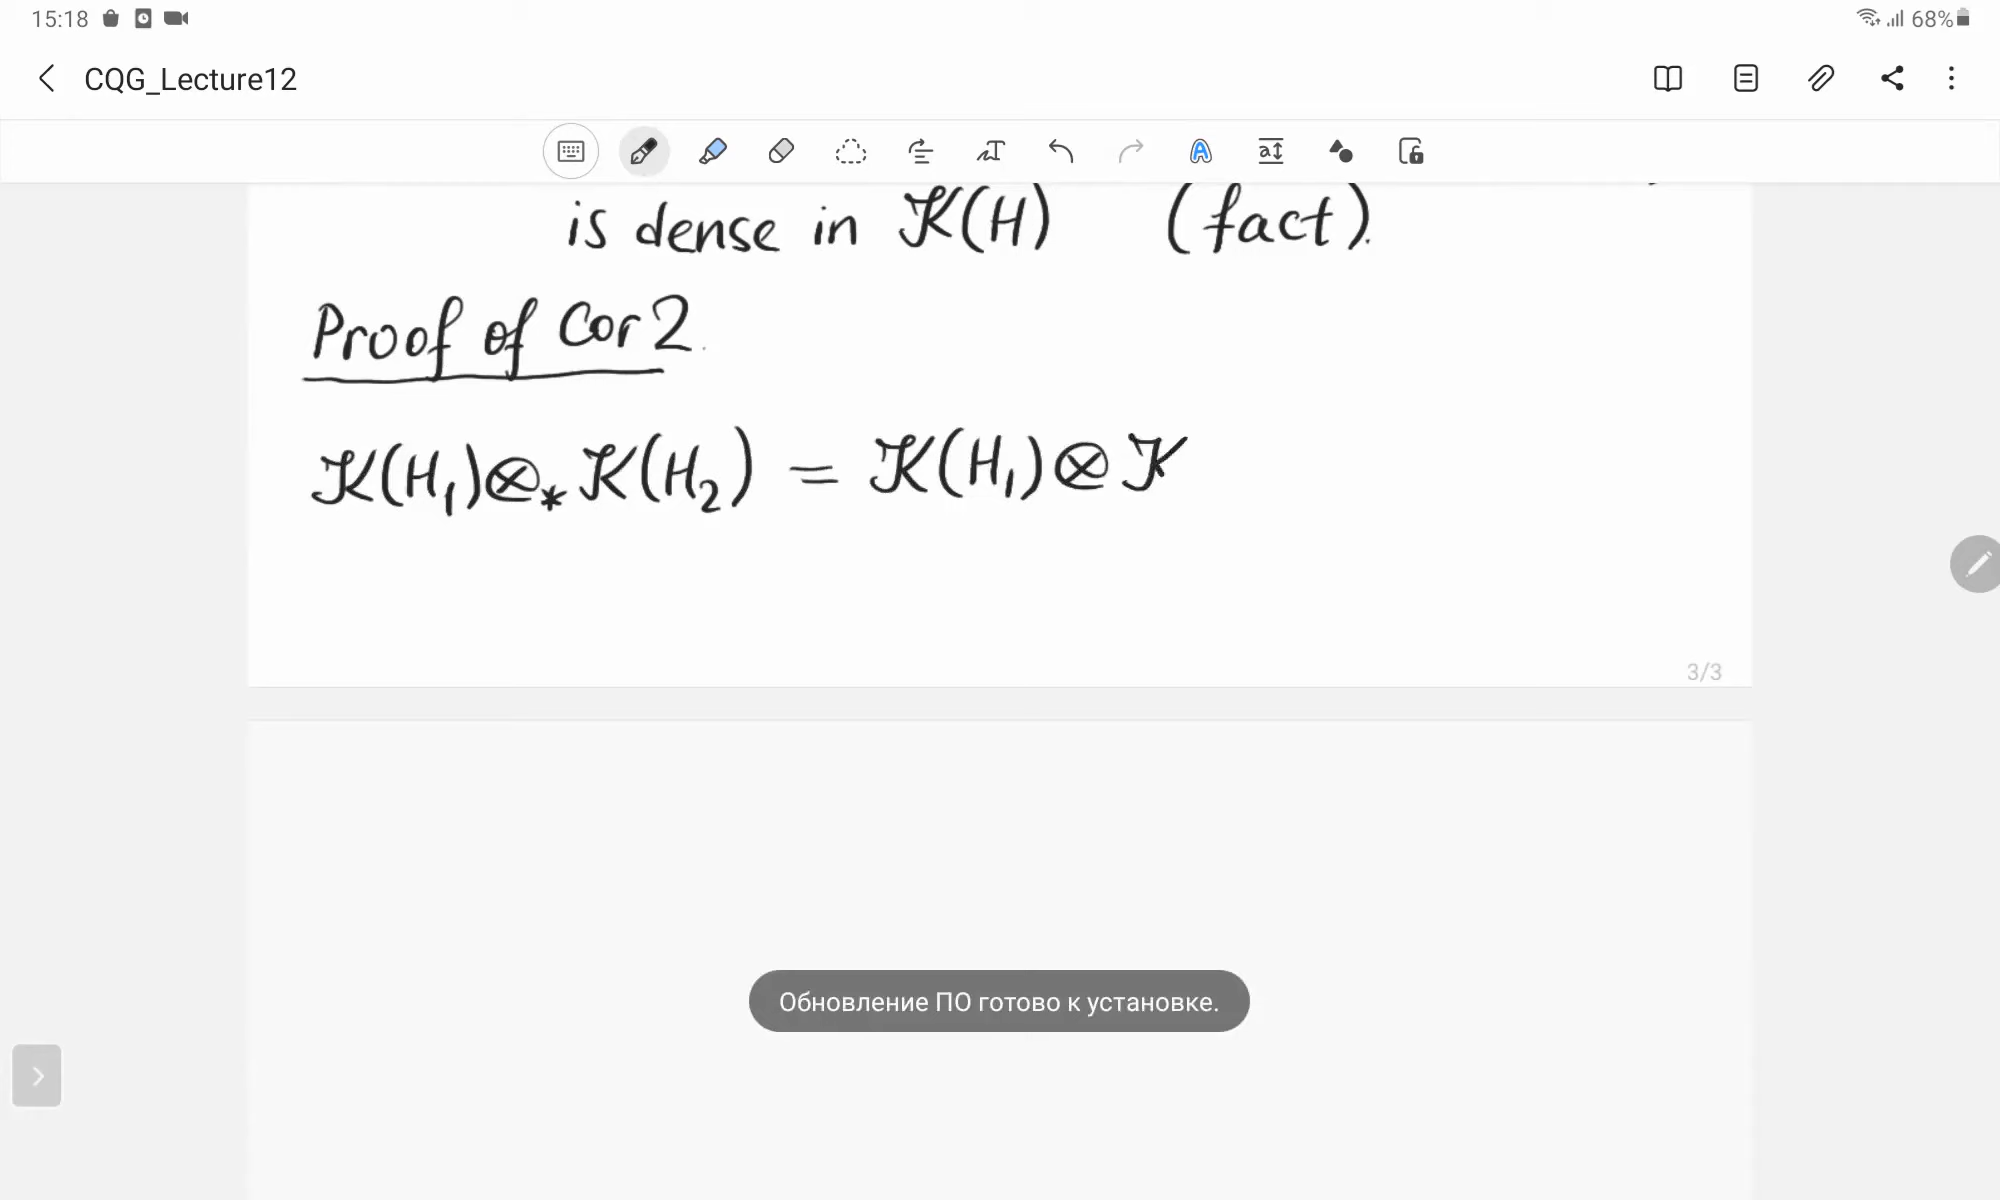 15:18 68%
CQG_Lecture12
is dense in 𝒦(H) (fact).
Proof of Cor 2.
𝒦(H₁)⊗⁎𝒦(H₂) = 𝒦(H₁)⊗𝒦
3/3
Обновление ПО готово к установке.